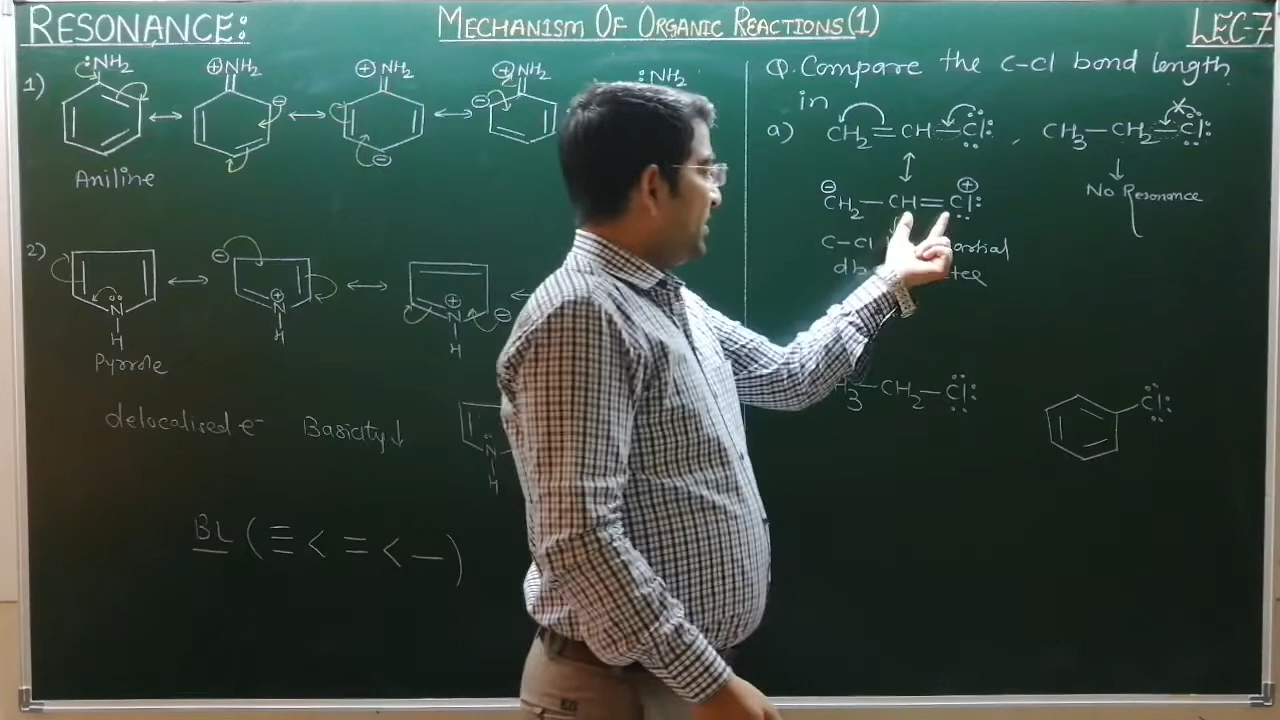 RESONANCE:
MECHANISM OF ORGANIC REACTIONS(1)
LEC-7
1) :NH2 ⊕NH2 ⊕NH2 ⊕NH2 :NH2
Aniline
2)
N N N
H H H
Pyrrole
delocalised e⁻ Basicity↓
N
H
BL (≡ < = < —)
Q. Compare the C-Cl bond length
in
a) CH2=CH—Cl: , CH3—CH2—Cl:
⊖CH2—CH=Cl:⊕
No Resonance
C-Cl
H3—CH2—Cl: Cl: